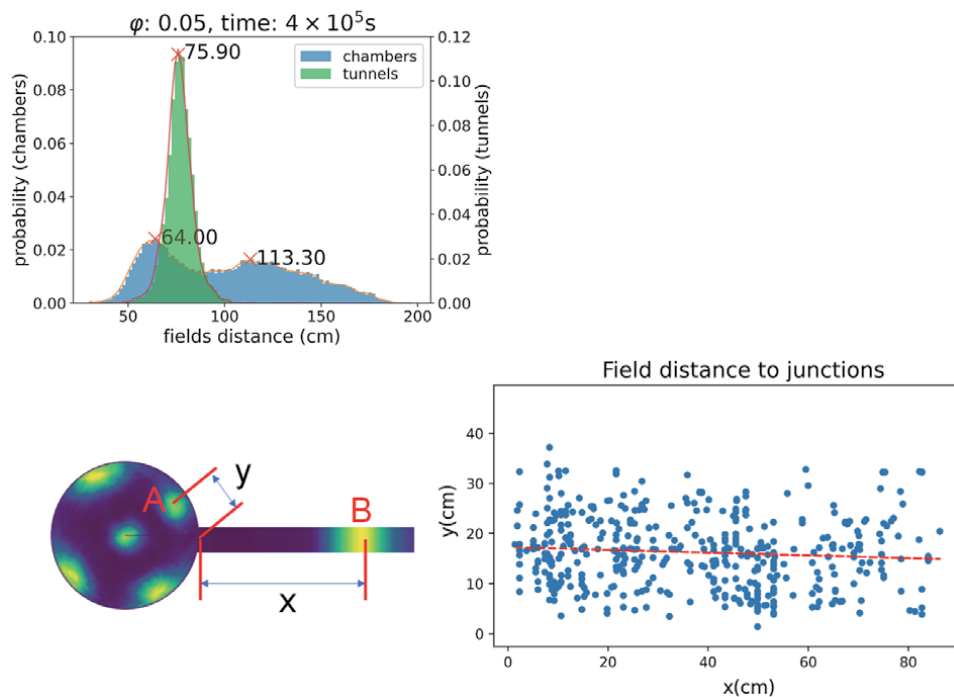 φ: 0.05, time: 4 × 10⁵s
0.10
0.08
0.06
0.04
0.02
0.00
probability (chambers)
75.90
64.00
113.30
chambers
tunnels
0.12
0.10
0.08
0.06
0.04
0.02
0.00
probability (tunnels)
50 100 150 200
fields distance (cm)
A
y
B
x
Field distance to junctions
40
30
20
10
0
y(cm)
0 20 40 60 80
x(cm)